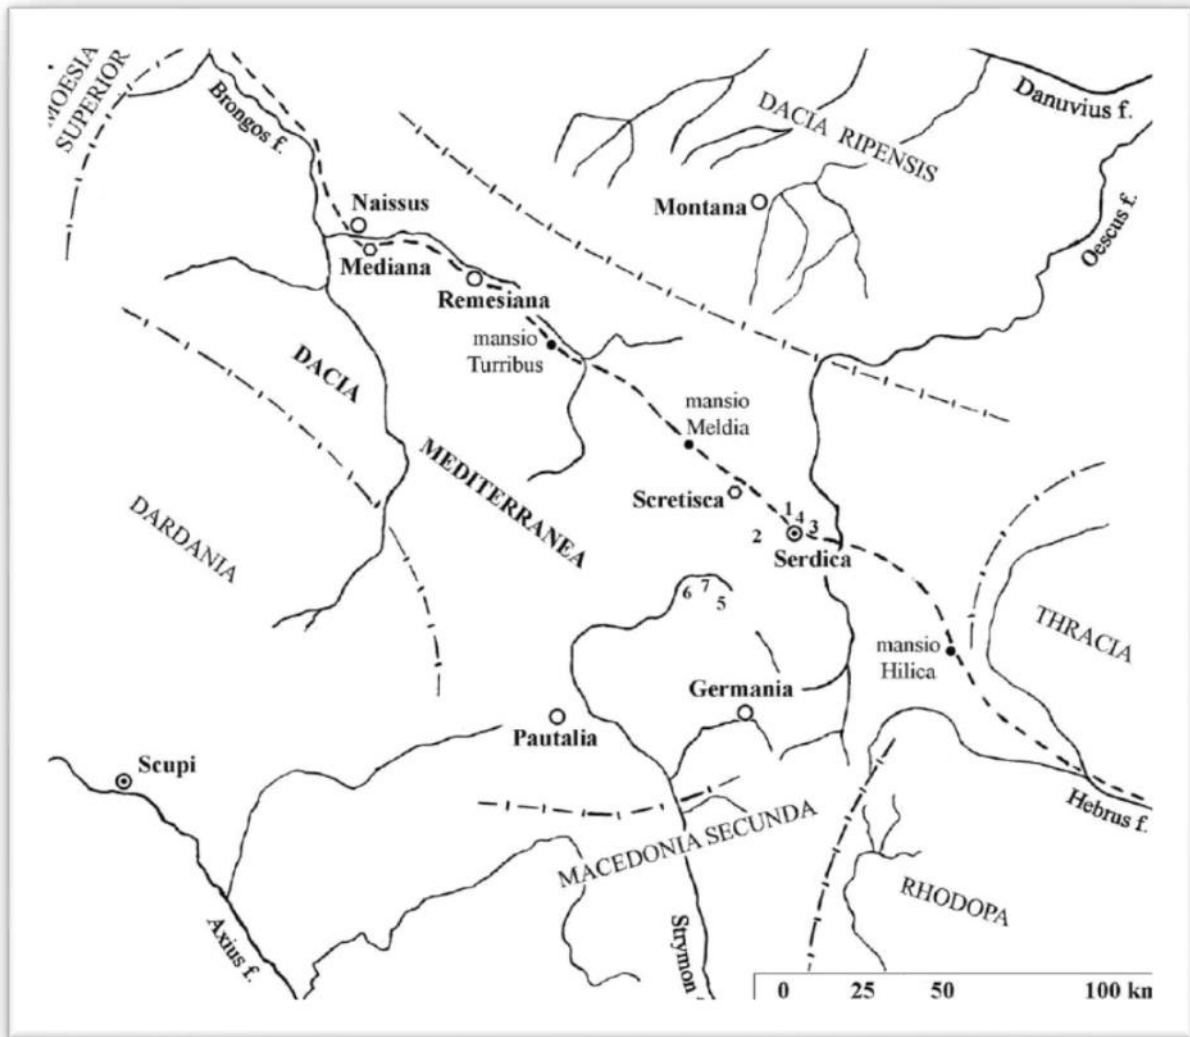 MOESIA
SUPERIOR
Brongos f.
Danuvius f.
DACIA RIPENSIS
Naissus
Montana
Oescus f.
Mediana
Remesiana
mansio
Turribus
DACIA
mansio
Meldia
MEDITERRANEA
Scretisca
1
4
2
3
Serdica
DARDANIA
6
7
5
THRACIA
mansio
Hilica
Germania
Pautalia
Scupi
Hebrus f.
MACEDONIA SECUNDA
RHODOPA
Axius f.
Strymon
0 25 50 100 km